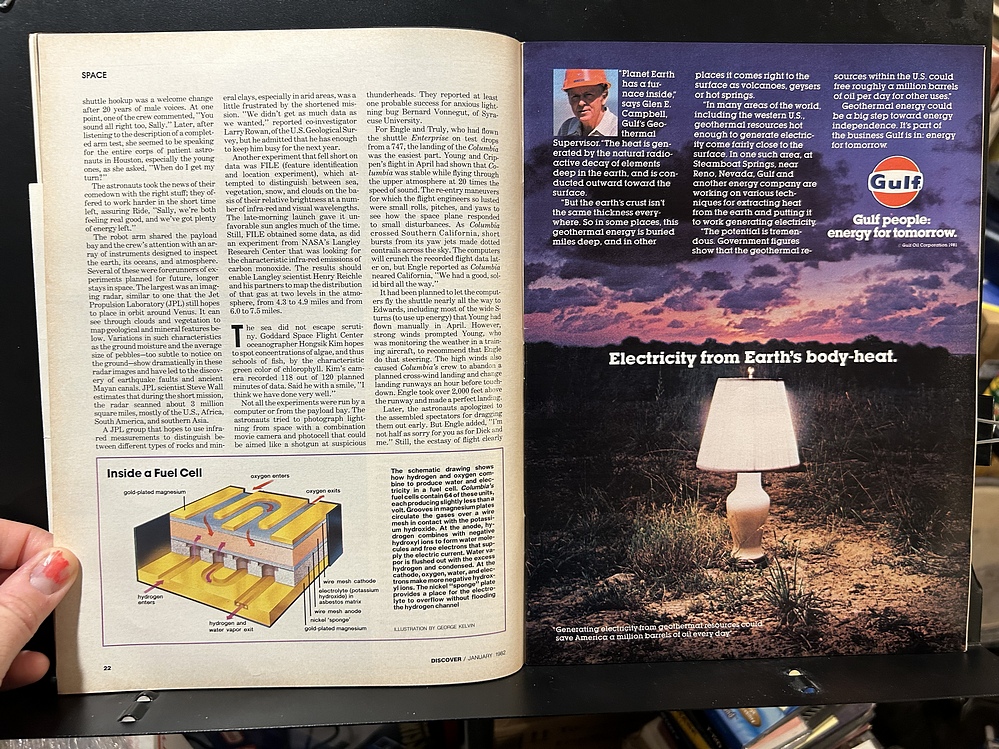 SPACE
shuttle hookup was a welcome change
after 20 years of male voices. At one
point, one of the crew commented, "You
sound all right too, Sally." Later, after
listening to the description of a complet-
ed arm test, she seemed to be speaking
for the entire corps of patient astro-
nauts in Houston, especially the young
ones, as she asked, "When do I get my
turn?"
The astronauts took the news of their
comedown with the right stuff; they of-
fered to work harder in the short time
left, assuring Ride, "Sally, we're both
feeling real good, and we've got plenty
of energy left."
The robot arm shared the payload
bay and the crew's attention with an ar-
ray of instruments designed to inspect
the earth, its oceans, and atmosphere.
Several of these were forerunners of ex-
periments planned for future, longer
stays in space. The largest was an imag-
ing radar, similar to one that the Jet
Propulsion Laboratory (JPL) still hopes
to place in orbit around Venus. It can
see through clouds and vegetation to
map geological and mineral features be-
low. Variations in such characteristics
as the ground moisture and the average
size of pebbles—too subtle to notice on
the ground—show dramatically in these
radar images and have led to the discov-
ery of earthquake faults and ancient
Mayan canals. JPL scientist Steve Wall
estimates that during the short mission,
the radar scanned about 3 million
square miles, mostly of the U.S., Africa,
South America, and southern Asia.
A JPL group that hopes to use infra-
red measurements to distinguish be-
tween different types of rocks and min-
eral clays, especially in arid areas, was a
little frustrated by the shortened mis-
sion. "We didn't get as much data as
we wanted," reported co-investigator
Larry Rowan, of the U.S. Geological Sur-
vey, but he admitted that he has enough
to keep him busy for the next year.
Another experiment that fell short on
data was FILE (feature identification
and location experiment), which at-
tempted to distinguish between sea,
vegetation, snow, and clouds on the ba-
sis of their relative brightness at a num-
ber of infra-red and visual wavelengths.
The late-morning launch gave it un-
favorable sun angles much of the time.
Still, FILE obtained some data, as did
an experiment from NASA's Langley
Research Center that was looking for
the characteristic infra-red emissions of
carbon monoxide. The results should
enable Langley scientist Henry Reichle
and his partners to map the distribution
of that gas at two levels in the atmo-
sphere, from 4.3 to 4.9 miles and from
6.0 to 7.5 miles.
The sea did not escape scruti-
ny. Goddard Space Flight Center
oceanographer Hongsik Kim hopes
to spot concentrations of algae, and thus
schools of fish, by the characteristic
green color of chlorophyll. Kim's cam-
era recorded 118 out of 120 planned
minutes of data. Said he with a smile, "I
think we have done very well."
Not all the experiments were run by a
computer or from the payload bay. The
astronauts tried to photograph light-
ning from space with a combination
movie camera and photocell that could
be aimed like a shotgun at suspicious
thunderheads. They reported at least
one probable success for anxious light-
ning bug Bernard Vonnegut, of Syra-
cuse University.
For Engle and Truly, who had flown
the shuttle Enterprise on test drops
from a 747, the landing of the Columbia
was the easiest part. Young and Crip-
pen's flight in April had shown that Co-
lumbia was stable while flying through
the upper atmosphere at 20 times the
speed of sound. The re-entry maneuvers
for which the flight engineers so lusted
were small rolls, pitches, and yaws to
see how the space plane responded
to small disturbances. As Columbia
crossed Southern California, short
bursts from its yaw jets made dotted
contrails across the sky. The computers
will crunch the recorded flight data lat-
er on, but Engle reported as Columbia
neared California, "We had a good, sol-
id bird all the way."
It had been planned to let the comput-
ers fly the shuttle nearly all the way to
Edwards, including most of the wide S-
turns (to use up energy) that Young had
flown manually in April. However,
strong winds prompted Young, who
was monitoring the weather in a train-
ing aircraft, to recommend that Engle
do that steering. The high winds also
caused Columbia's crew to abandon a
planned cross-wind landing and change
landing runways an hour before touch-
down. Engle took over 2,000 feet above
the runway and made a perfect landing.
Later, the astronauts apologized to
the assembled spectators for dragging
them out early. But Engle added, "I'm
not half as sorry for you as for Dick and
me." Still, the ecstasy of flight clearly
Inside a Fuel Cell
oxygen enters
gold-plated magnesium
oxygen exits
hydrogen
enters
wire mesh cathode
electrolyte (potassium
hydroxide) in
asbestos matrix
wire mesh anode
nickel 'sponge'
gold-plated magnesium
hydrogen and
water vapor exit
The schematic drawing shows
how hydrogen and oxygen com-
bine to produce water and elec-
tricity in a fuel cell. Columbia's
fuel cells contain 64 of these units,
each producing slightly less than a
volt. Grooves in magnesium plates
circulate the gases over a wire
mesh in contact with the potassi-
um hydroxide. At the anode, hy-
drogen combines with negative
hydroxyl ions to form water mole-
cules and free electrons that sup-
ply the electric current. Water va-
por is flushed out with the excess
hydrogen and condensed. At the
cathode, oxygen, water, and elec-
trons make more negative hydrox-
yl ions. The nickel "sponge" plate
provides a place for the electro-
lyte to overflow without flooding
the hydrogen channel
ILLUSTRATION BY GEORGE KELVIN
22
DISCOVER / JANUARY 1982
"Planet Earth
has a fur-
nace inside,"
says Glen E.
Campbell,
Gulf's Geo-
thermal
Supervisor. "The heat is gen-
erated by the natural radio-
active decay of elements
deep in the earth, and is con-
ducted outward toward the
surface.
"But the earth's crust isn't
the same thickness every-
where. So in some places, this
geothermal energy is buried
miles deep, and in other
places it comes right to the
surface as volcanoes, geysers
or hot springs.
"In many areas of the world,
including the western U.S.,
geothermal resources hot
enough to generate electric-
ity come fairly close to the
surface. In one such area, at
Steamboat Springs, near
Reno, Nevada, Gulf and
another energy company are
working on various tech-
niques for extracting heat
from the earth and putting it
to work generating electricity.
"The potential is tremen-
dous. Government figures
show that the geothermal re-
sources within the U.S. could
free roughly a million barrels
of oil per day for other uses."
Geothermal energy could
be a big step toward energy
independence. It's part of
the business Gulf is in: energy
for tomorrow.
Gulf
Gulf people:
energy for tomorrow.
© Gulf Oil Corporation, 1981
Electricity from Earth's body-heat.
"Generating electricity from geothermal resources could
save America a million barrels of oil every day."